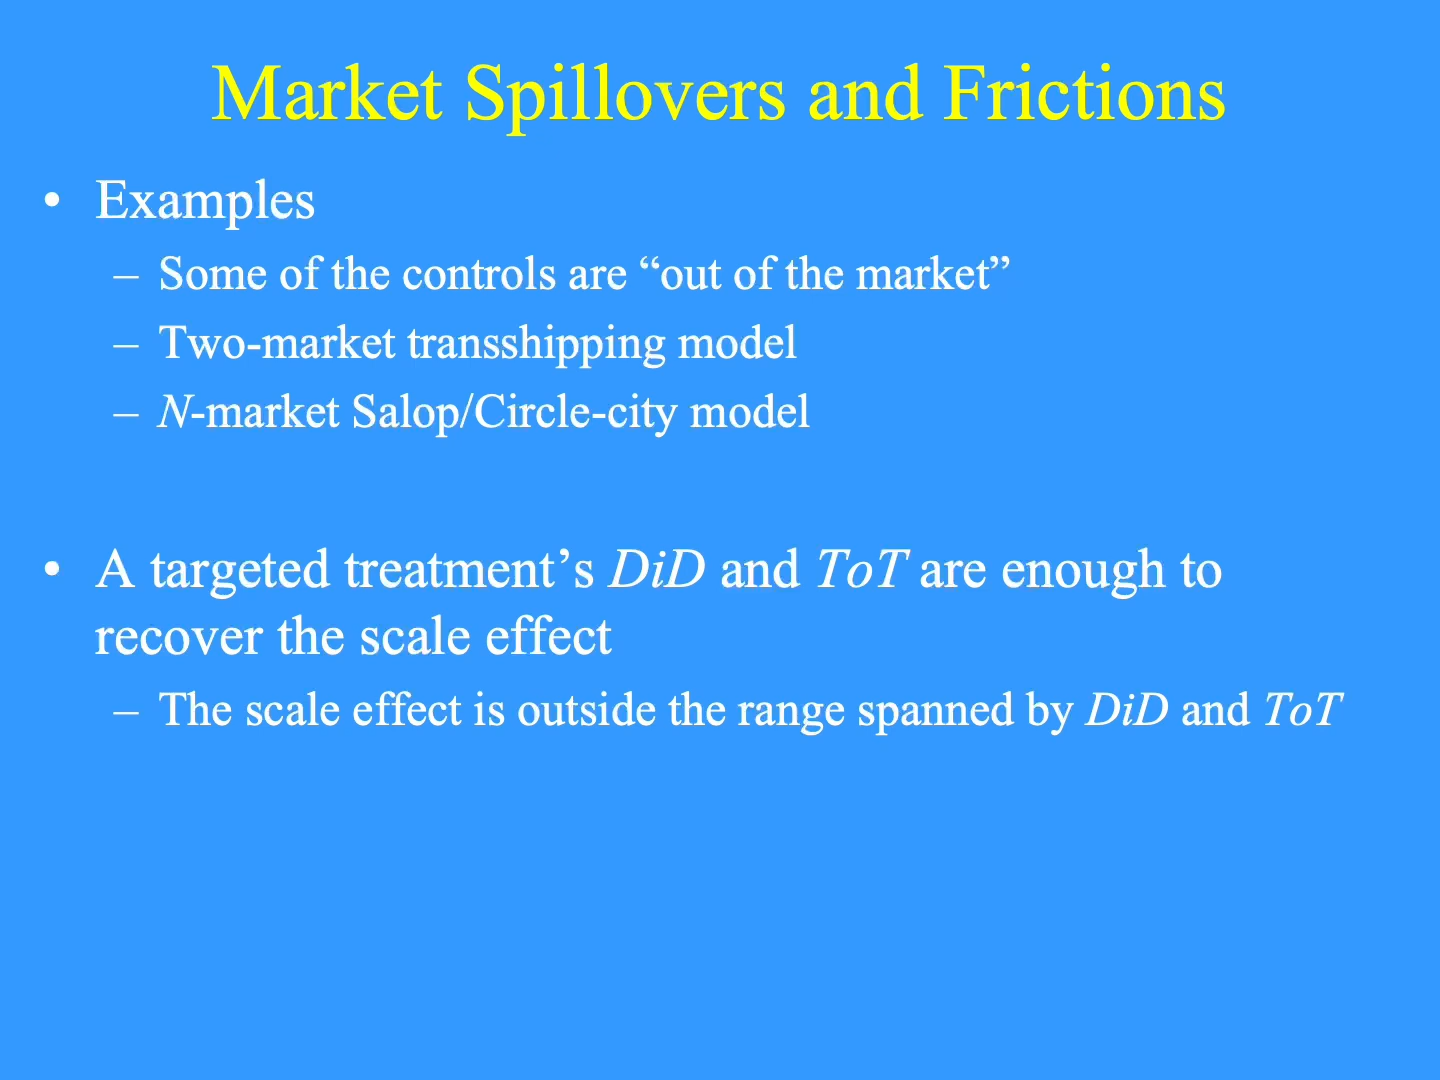 Market Spillovers and Frictions
• Examples
– Some of the controls are “out of the market”
– Two-market transshipping model
– N-market Salop/Circle-city model
• A targeted treatment’s DiD and ToT are enough to
recover the scale effect
– The scale effect is outside the range spanned by DiD and ToT